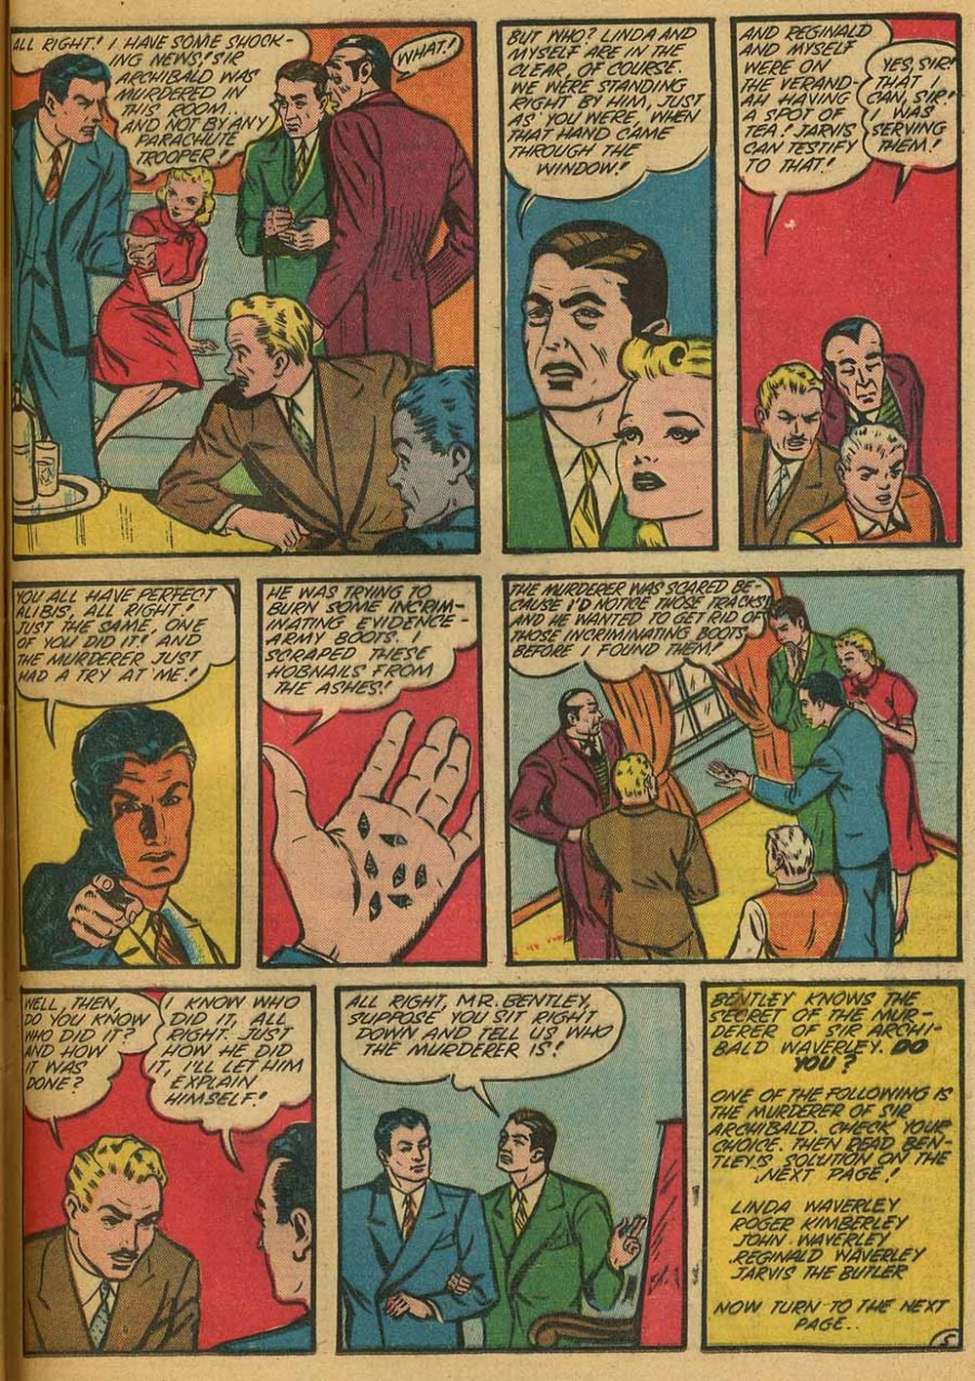 ALL RIGHT! I HAVE SOME SHOCK-
ING NEWS! SIR
ARCHIBALD WAS
MURDERED IN
THIS ROOM..
AND NOT BY ANY
PARACHUTE
TROOPER!
WHAT!
BUT WHO? LINDA AND
MYSELF ARE IN THE
CLEAR, OF COURSE.
WE WERE STANDING
RIGHT BY HIM, JUST
AS YOU WERE, WHEN
THAT HAND CAME
THROUGH THE
WINDOW!
AND REGINALD
AND MYSELF
WERE ON
THE VERAND-
AH HAVING
A SPOT OF
TEA! JARVIS
CAN TESTIFY
TO THAT!
YES, SIR!
THAT I
CAN, SIR!
I WAS
SERVING
THEM!
YOU ALL HAVE PERFECT
ALIBIS, ALL RIGHT!
JUST THE SAME, ONE
OF YOU DID IT! AND
THE MURDERER JUST
HAD A TRY AT ME!
HE WAS TRYING TO
BURN SOME INCRIM-
INATING EVIDENCE-
ARMY BOOTS. I
SCRAPED THESE
HOBNAILS FROM
THE ASHES!
THE MURDERER WAS SCARED BE-
CAUSE I'D NOTICE THOSE TRACKS!
AND HE WANTED TO GET RID OF
THOSE INCRIMINATING BOOTS
BEFORE I FOUND THEM!
WELL, THEN,
DO YOU KNOW
WHO DID IT?
AND HOW
IT WAS
DONE?
I KNOW WHO
DID IT, ALL
RIGHT. JUST
HOW HE DID
IT, I'LL LET HIM
EXPLAIN
HIMSELF!
ALL RIGHT, MR. BENTLEY,
SUPPOSE YOU SIT RIGHT
DOWN AND TELL US WHO
THE MURDERER IS!
BENTLEY KNOWS THE
SECRET OF THE MUR-
DERER OF SIR ARCHI-
BALD WAVERLEY. DO
YOU?
ONE OF THE FOLLOWING IS
THE MURDERER OF SIR
ARCHIBALD. CHECK YOUR
CHOICE. THEN READ BEN-
TLEY'S SOLUTION ON THE
NEXT PAGE!
LINDA WAVERLEY
ROGER KIMBERLEY
JOHN WAVERLEY
REGINALD WAVERLEY
JARVIS THE BUTLER
NOW TURN TO THE NEXT
PAGE..
5